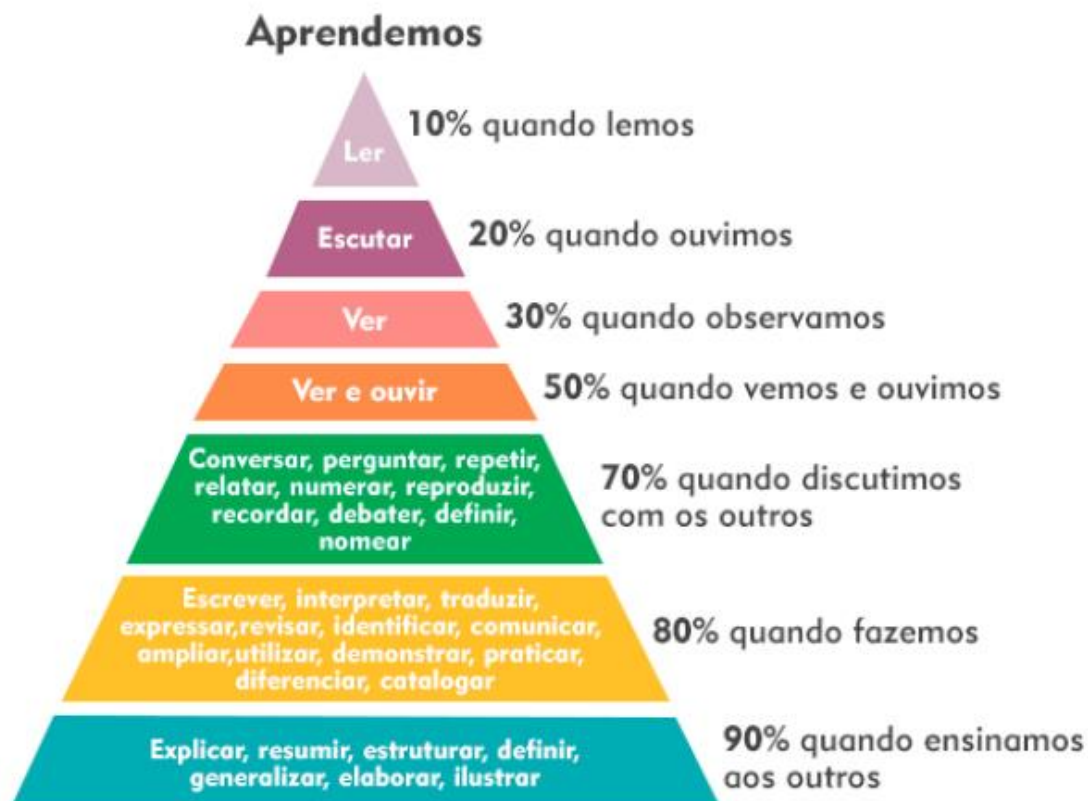 Aprendemos
Ler
10% quando lemos
Escutar
20% quando ouvimos
Ver
30% quando observamos
Ver e ouvir
50% quando vemos e ouvimos
Conversar, perguntar, repetir,
relatar, numerar, reproduzir,
recordar, debater, definir,
nomear
70% quando discutimos
com os outros
Escrever, interpretar, traduzir,
expressar,revisar, identificar, comunicar,
ampliar,utilizar, demonstrar, praticar,
diferenciar, catalogar
80% quando fazemos
Explicar, resumir, estruturar, definir,
generalizar, elaborar, ilustrar
90% quando ensinamos
aos outros